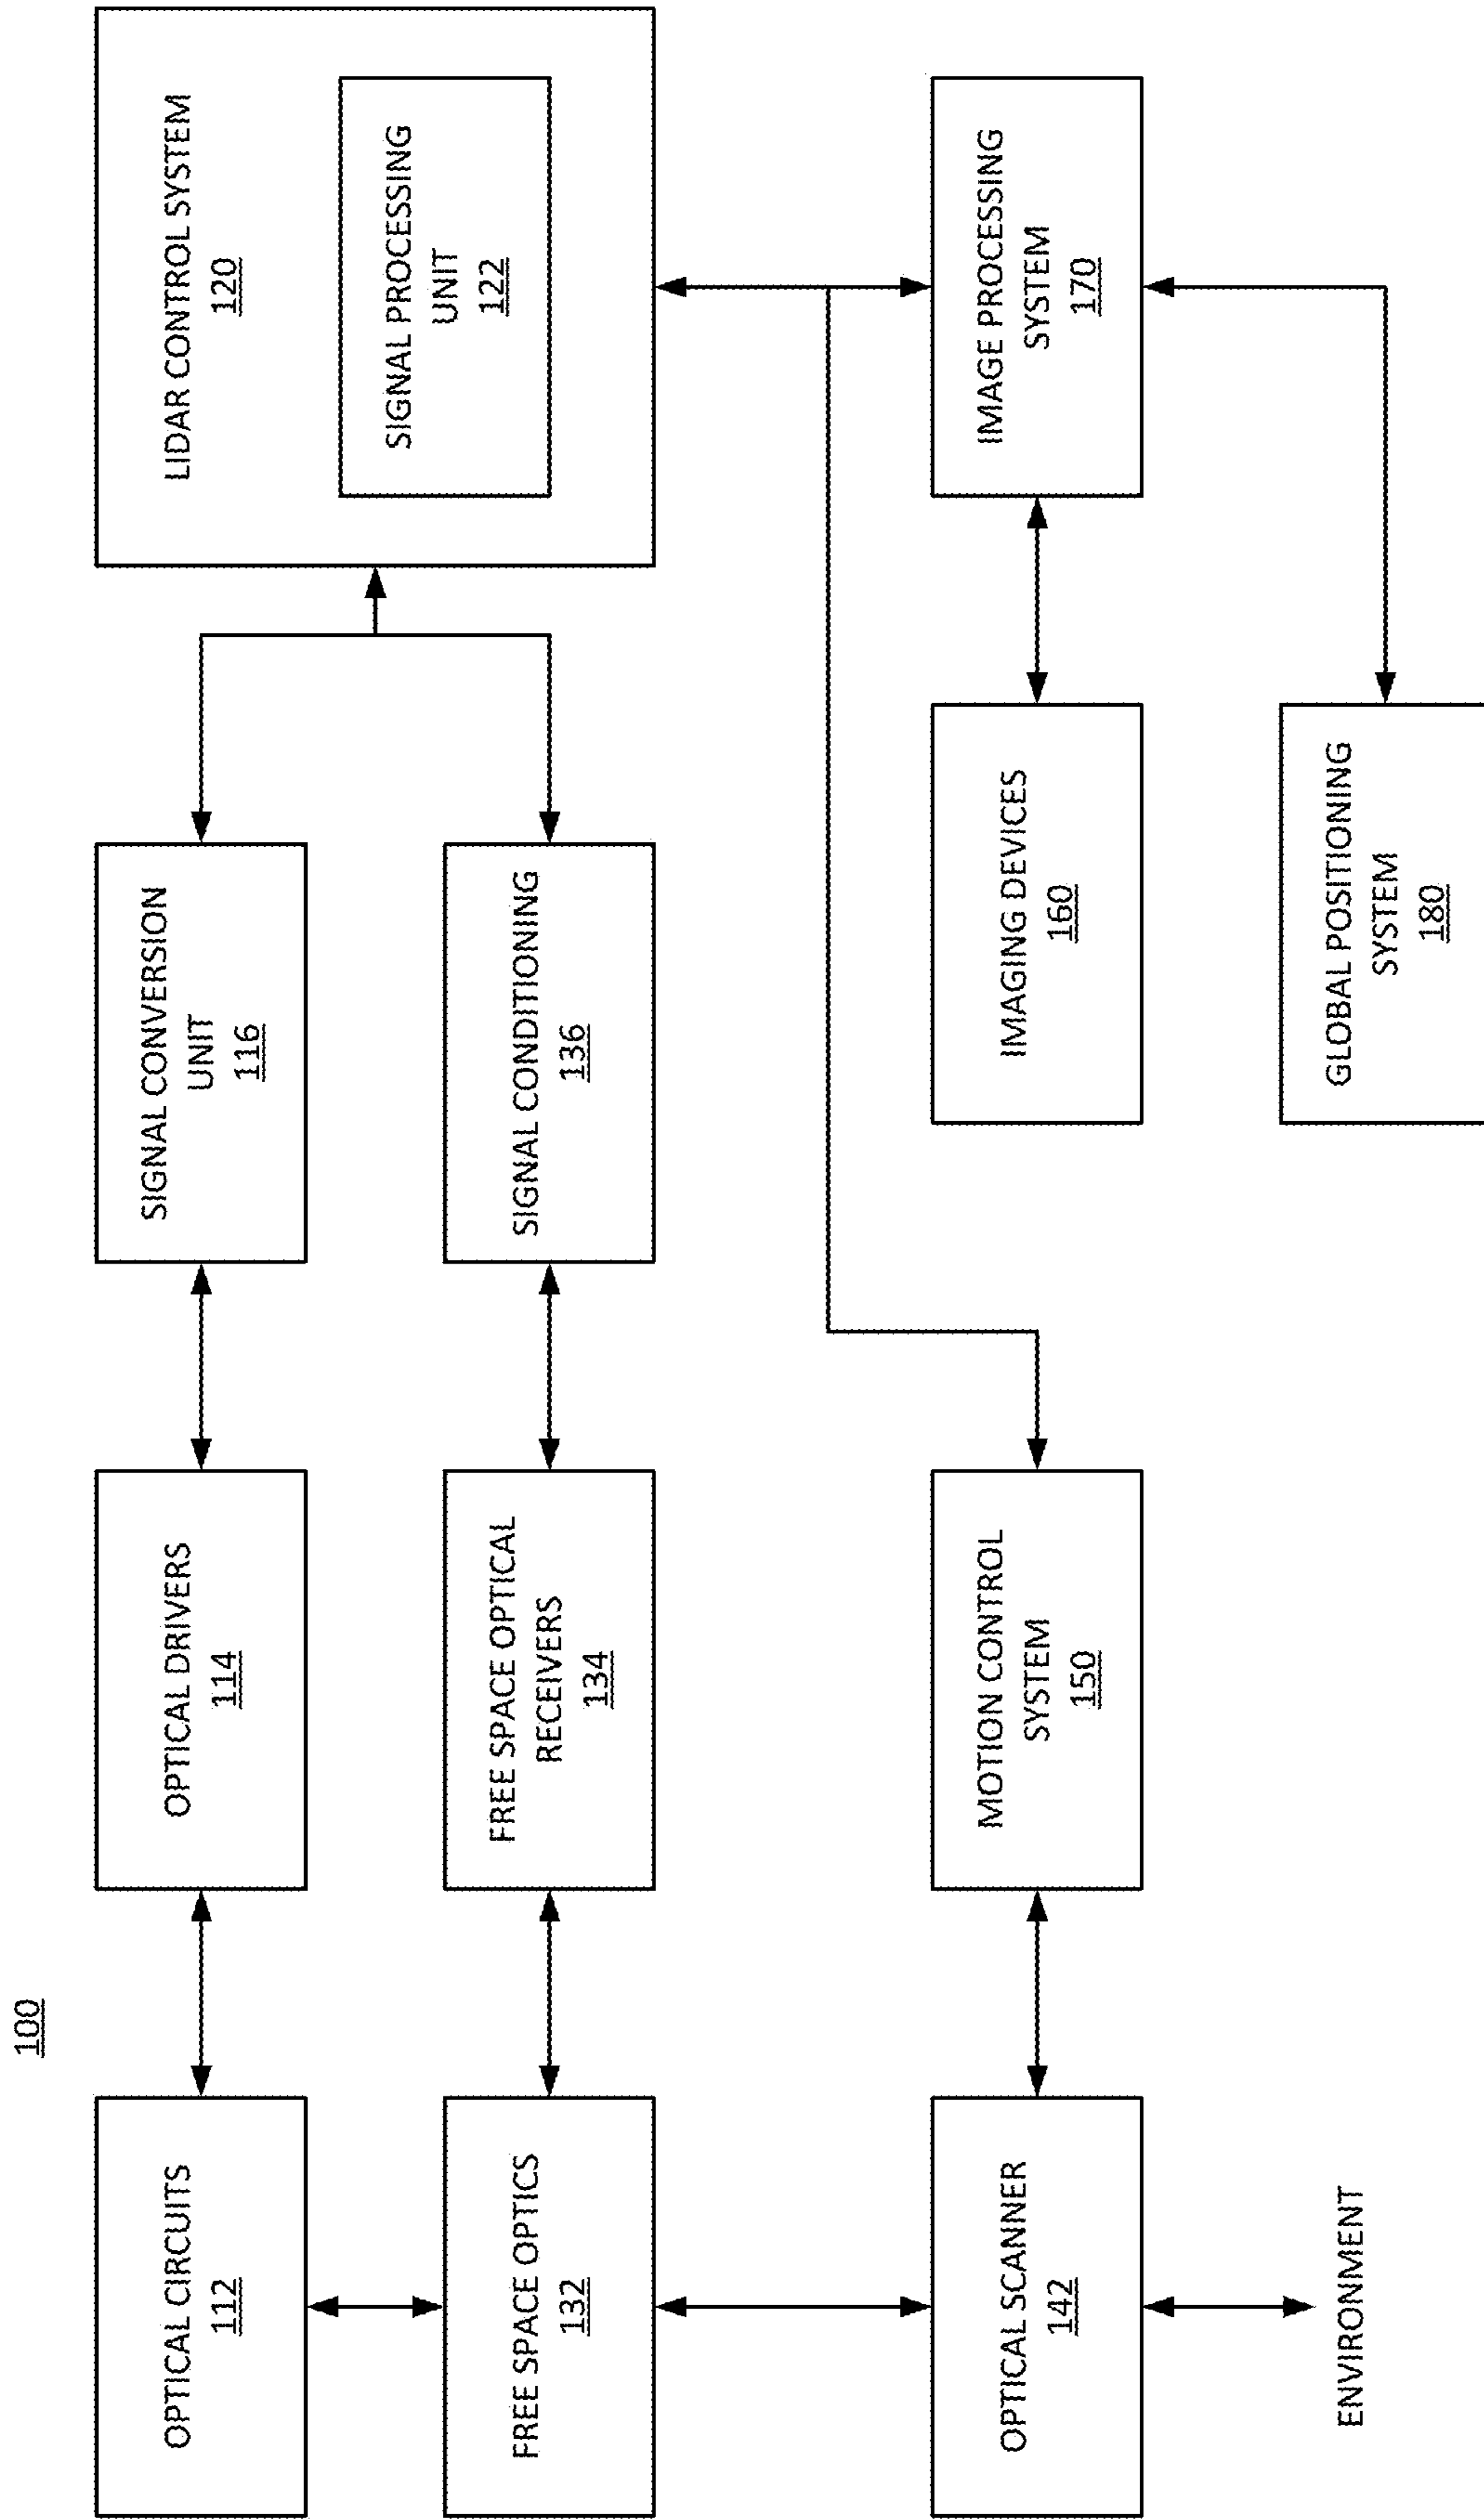 100
OPTICAL CIRCUITS
112
OPTICAL DRIVERS
114
SIGNAL CONVERSION
UNIT
116
LIDAR CONTROL SYSTEM
120
SIGNAL PROCESSING
UNIT
122
FREE SPACE OPTICS
132
FREE SPACE OPTICAL
RECEIVERS
134
SIGNAL CONDITIONING
136
OPTICAL SCANNER
142
MOTION CONTROL
SYSTEM
150
IMAGING DEVICES
160
IMAGE PROCESSING
SYSTEM
170
ENVIRONMENT
GLOBAL POSITIONING
SYSTEM
180